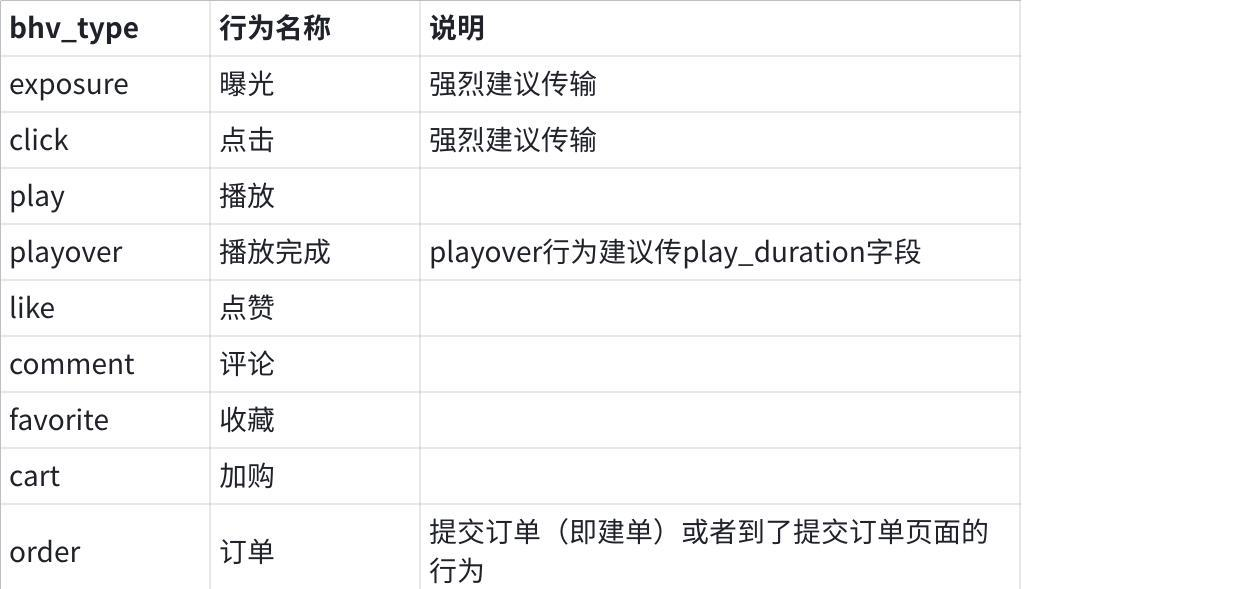 bhv_type 行为名称 说明
exposure 曝光 强烈建议传输
click 点击 强烈建议传输
play 播放
playover 播放完成 playover行为建议传play_duration字段
like 点赞
comment 评论
favorite 收藏
cart 加购
order 订单 提交订单（即建单）或者到了提交订单页面的
行为